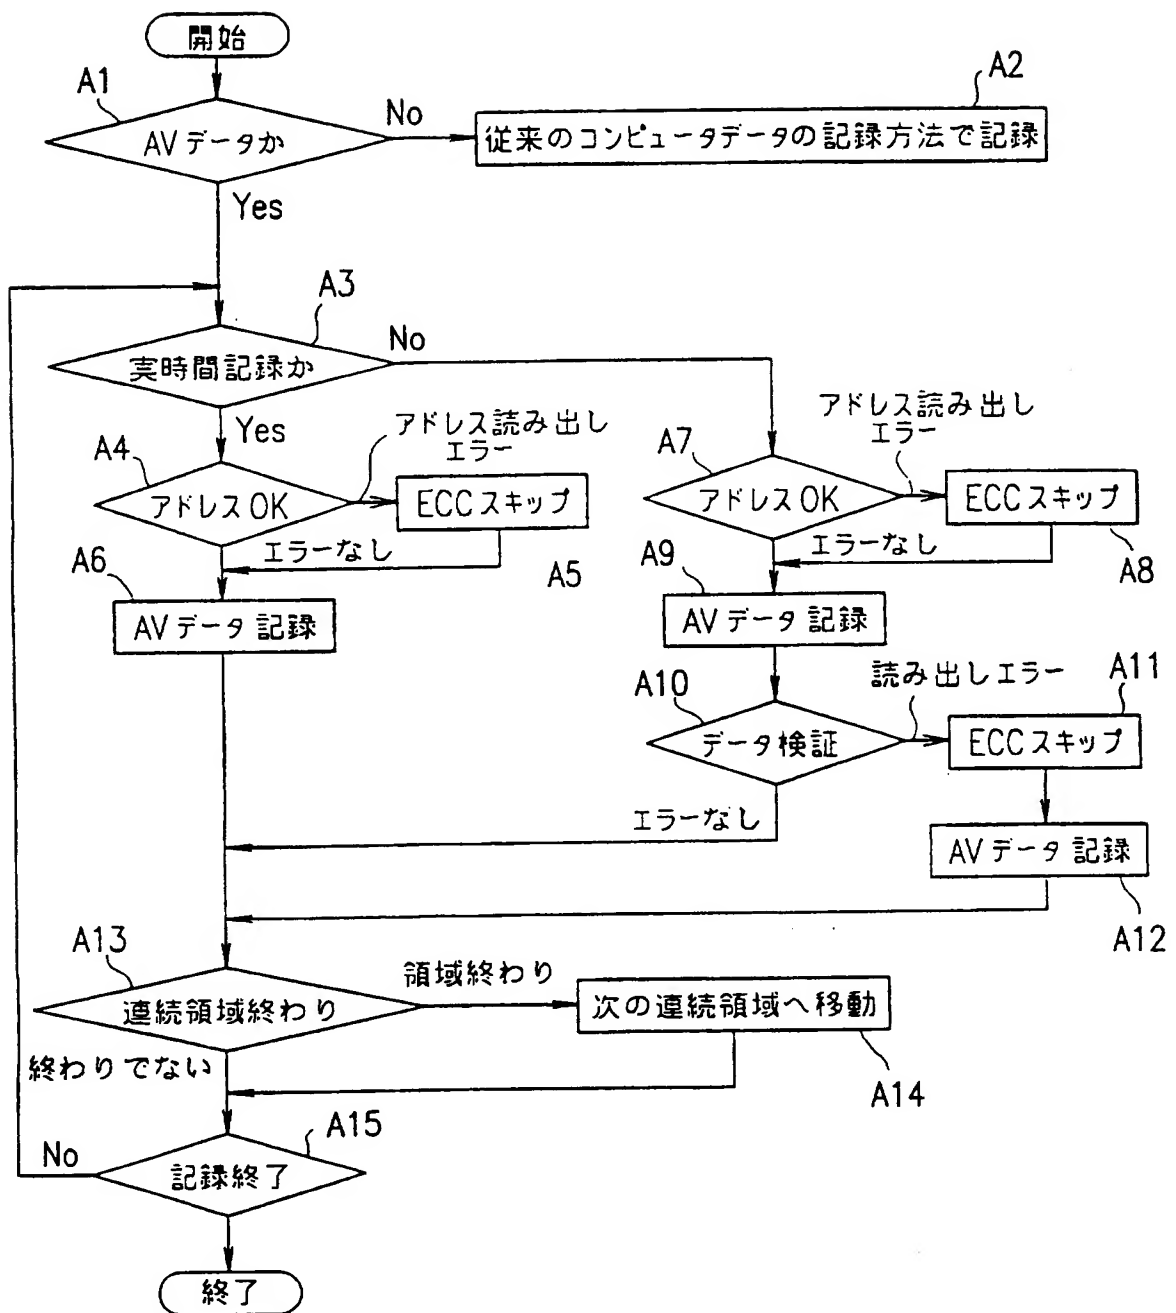 開始
A1
A2
AVデータか
No
従来のコンピュータデータの記録方法で記録
Yes
A3
実時間記録か
No
Yes
アドレス読み出し
エラー
アドレス読み出し
エラー
A4
A7
アドレスOK
ECCスキップ
アドレスOK
ECCスキップ
エラーなし
エラーなし
A6
A5
A9
A8
AVデータ記録
AVデータ記録
A10
読み出しエラー
A11
データ検証
ECCスキップ
エラーなし
AVデータ記録
A12
A13
領域終わり
連続領域終わり
次の連続領域へ移動
終わりでない
A14
A15
No
記録終了
終了